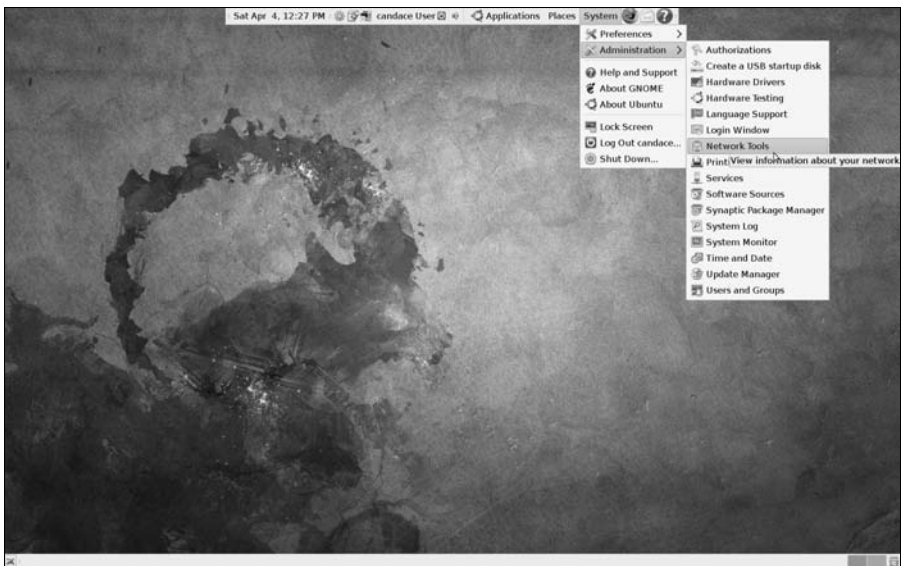 Sat Apr 4, 12:27 PM candace User Applications Places System
Preferences
Administration
Help and Support
About GNOME
About Ubuntu
Lock Screen
Log Out candace...
Shut Down...
Authorizations
Create a USB startup disk
Hardware Drivers
Hardware Testing
Language Support
Login Window
Network Tools
Print
View information about your network
Services
Software Sources
Synaptic Package Manager
System Log
System Monitor
Time and Date
Update Manager
Users and Groups